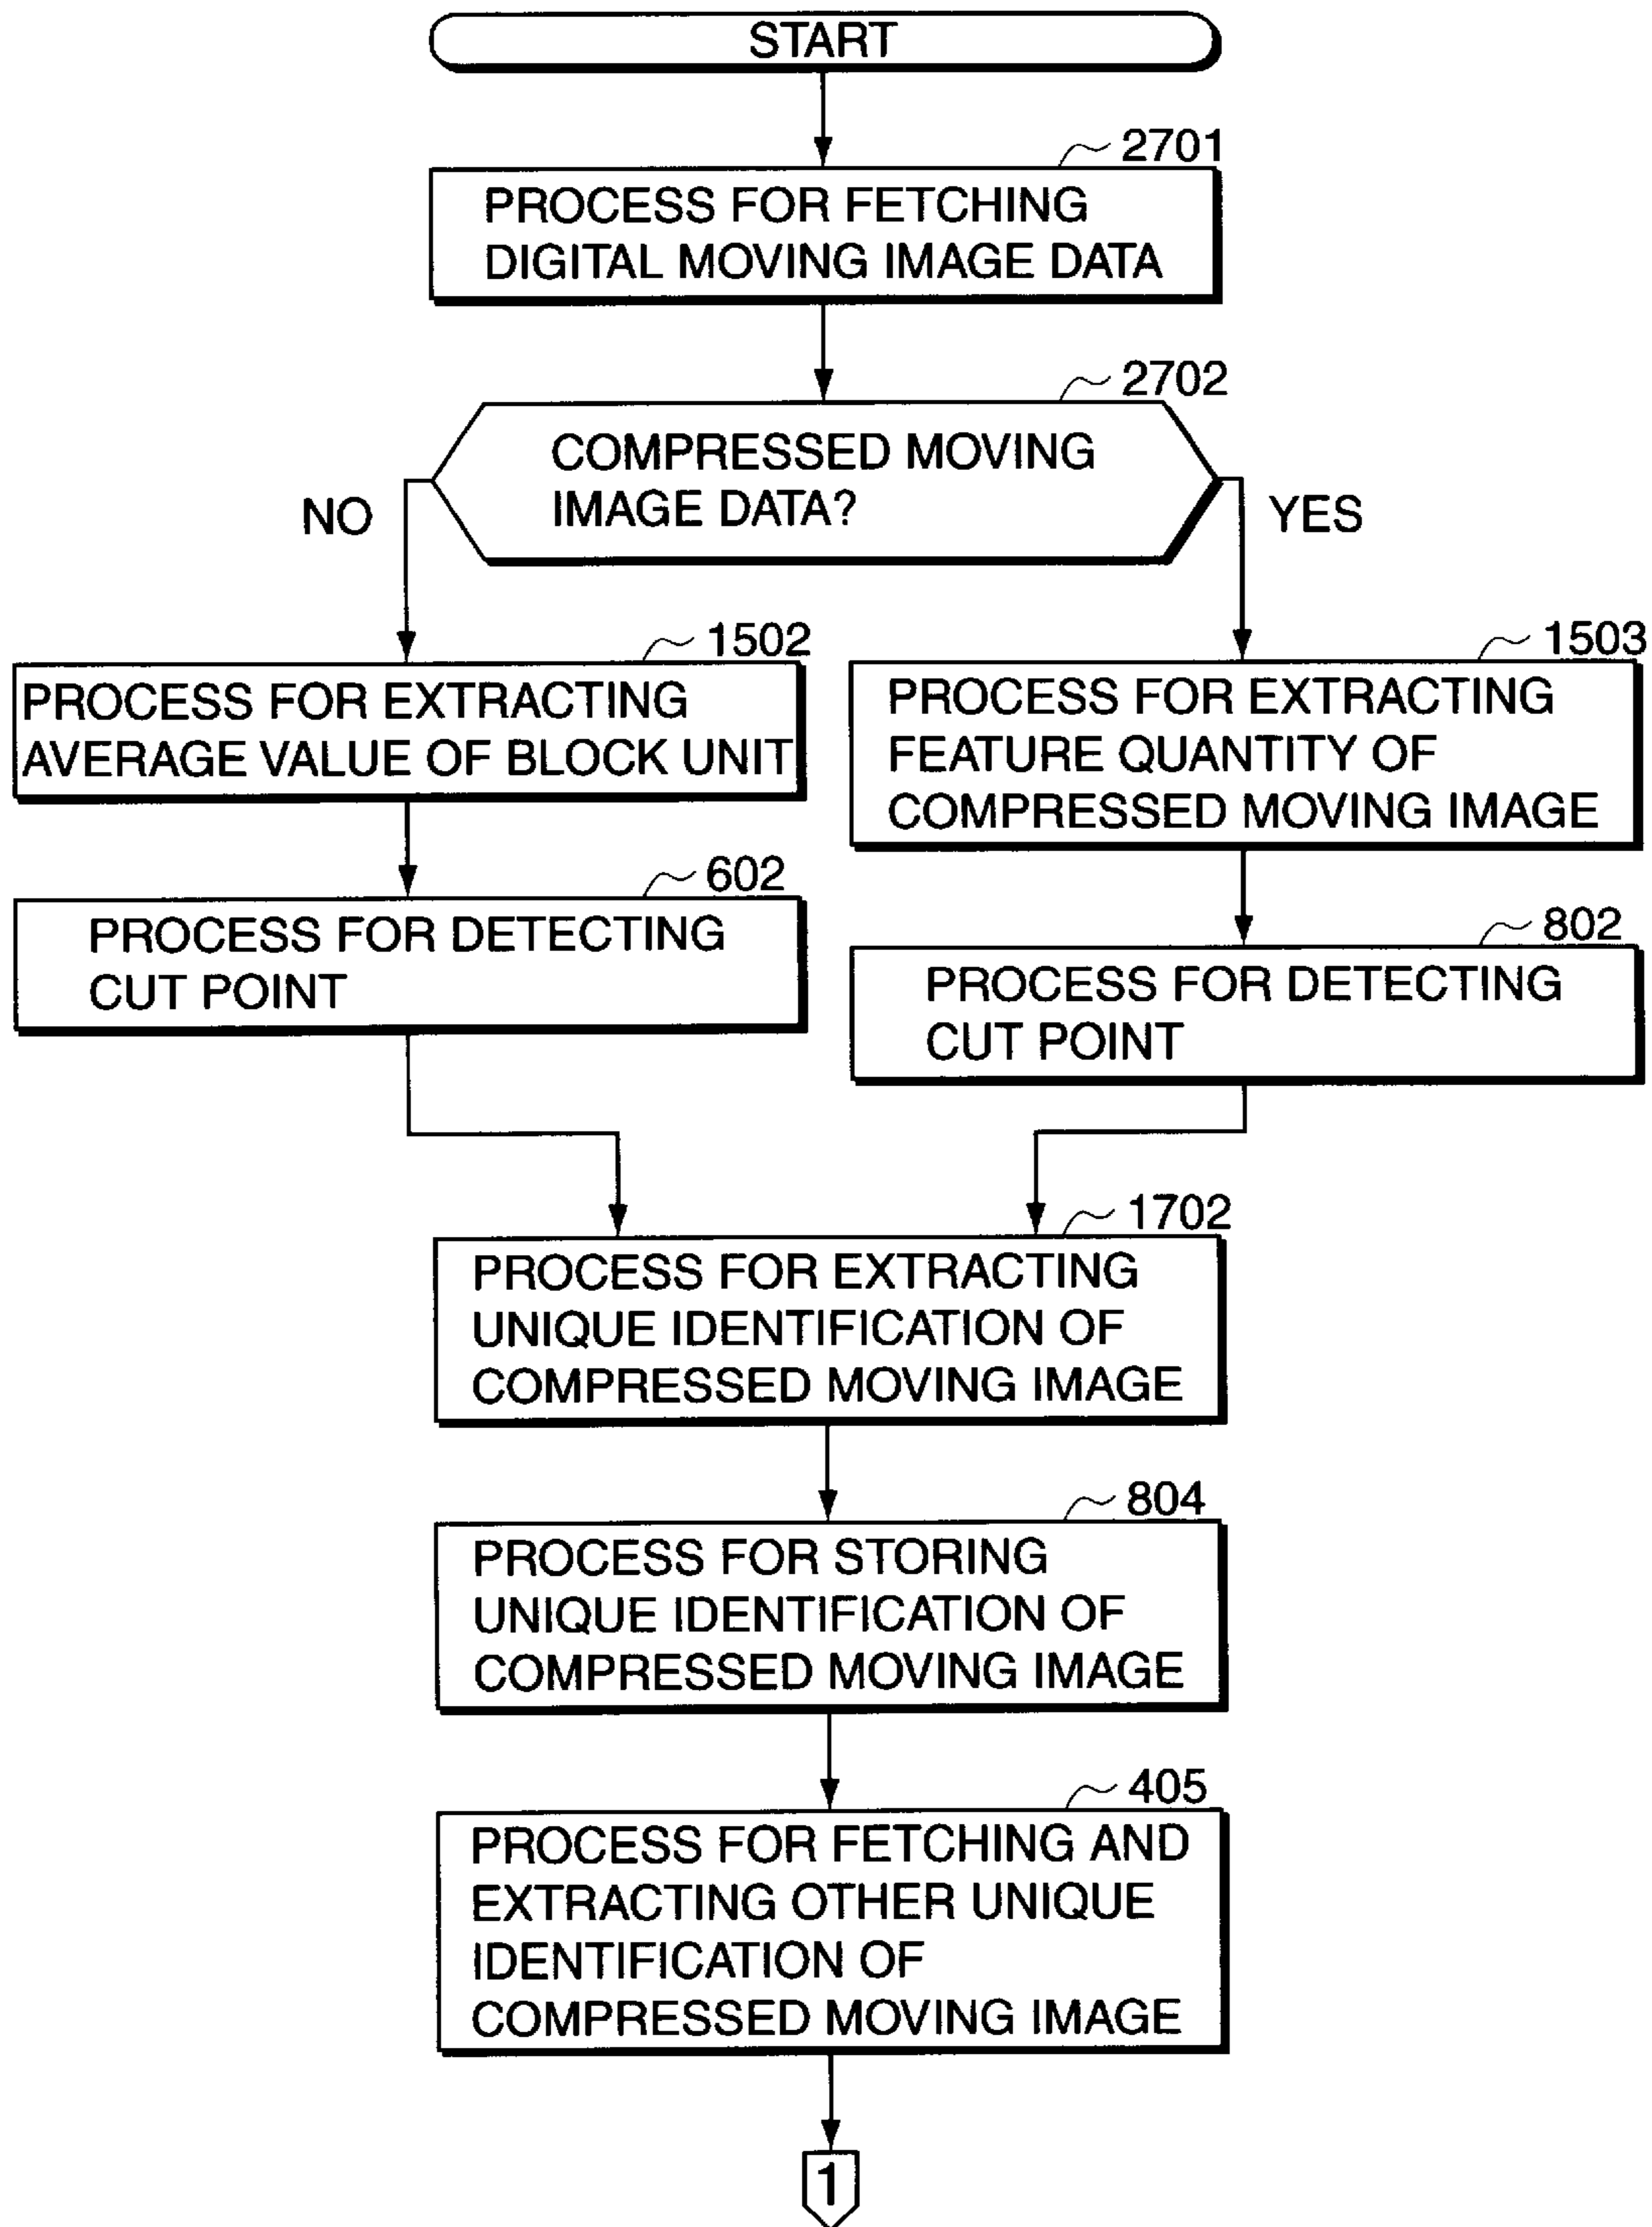 START
2701
PROCESS FOR FETCHING
DIGITAL MOVING IMAGE DATA
2702
COMPRESSED MOVING
IMAGE DATA?
NO
YES
1502
PROCESS FOR EXTRACTING
AVERAGE VALUE OF BLOCK UNIT
1503
PROCESS FOR EXTRACTING
FEATURE QUANTITY OF
COMPRESSED MOVING IMAGE
602
PROCESS FOR DETECTING
CUT POINT
802
PROCESS FOR DETECTING
CUT POINT
1702
PROCESS FOR EXTRACTING
UNIQUE IDENTIFICATION OF
COMPRESSED MOVING IMAGE
804
PROCESS FOR STORING
UNIQUE IDENTIFICATION OF
COMPRESSED MOVING IMAGE
405
PROCESS FOR FETCHING AND
EXTRACTING OTHER UNIQUE
IDENTIFICATION OF
COMPRESSED MOVING IMAGE
1